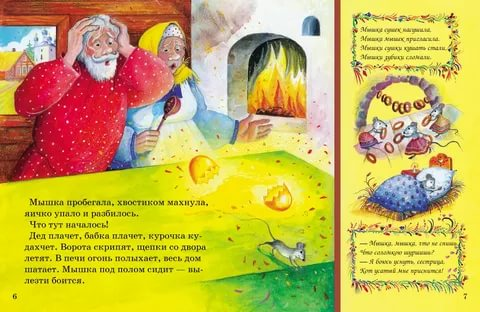 Мышка пробегала, хвостиком махнула,
яичко упало и разбилось.
Что тут началось!
Дед плачет, бабка плачет, курочка ку-
дахчет. Ворота скрипят, щепки со двора
летят. В печи огонь полыхает, весь дом
шатает. Мышка под полом сидит — вы-
лезти боится.
6
Мышка сушек насушила,
Мышка мышек пригласила.
Мышки сушки кушать стали,
Мышки зубки сломали.
— Мышка, мышка, что не спишь,
Что соломкою шуршишь?
— Я боюсь уснуть, сестрица,
Кот усатый мне приснится!
7